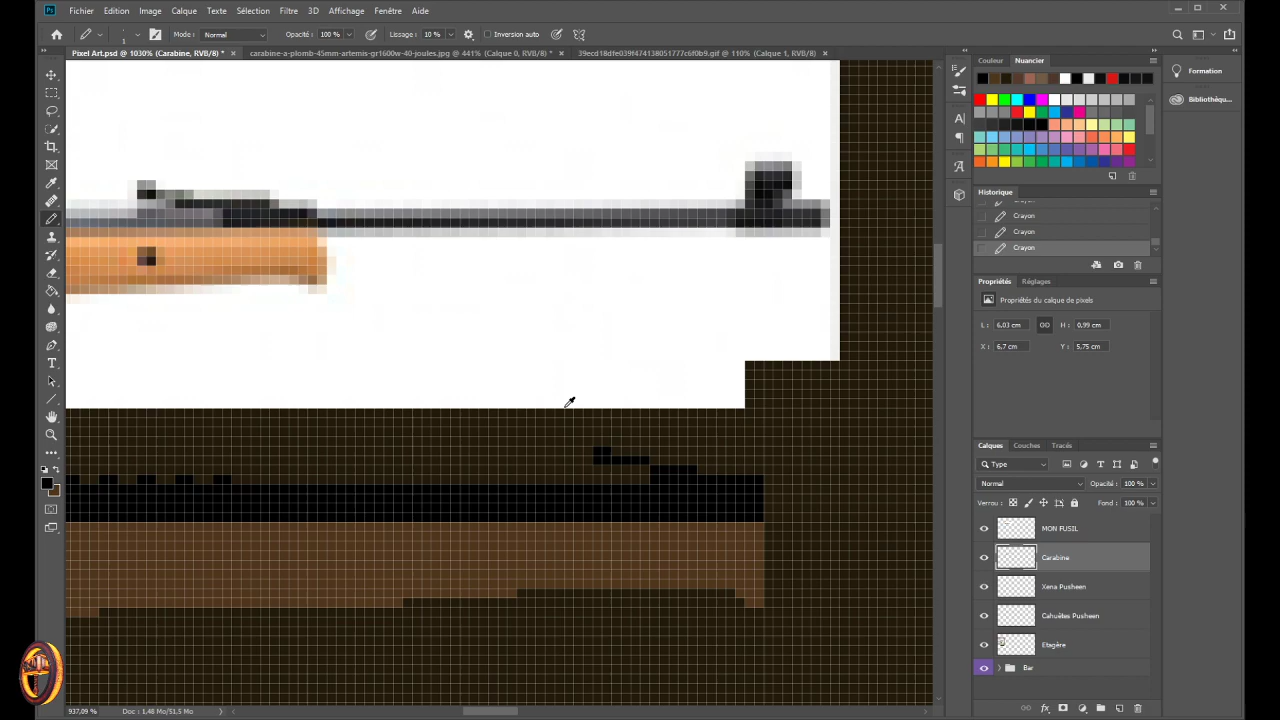 Ps Fichier Edition Image Calque Texte Sélection Filtre 3D Affichage Fenêtre Aide
1 Mode : Normal Opacité : 100 % Lissage : 10 % Inversion auto
Pixel Art.psd @ 1030% (Carabine, RVB/8) * × carabine-a-plomb-45mm-artemis-gr1600w-40-joules.jpg @ 200% (Calque 0, RVB/8) * × 39ecd18dfe039f474138051777c6f0b9.gif @ 110% (Calque 1, RVB/8) ×
Couleur Nuancier
Formation
Bibliothèqu...
Historique
Crayon
Crayon
Crayon
Propriétés Réglages
Propriétés du calque de pixels
L : 6,03 cm H : 0,99 cm
X : 6,7 cm Y : 5,75 cm
Calques Couches Tracés
Type
Normal Opacité : 100 %
Verrou : Fond : 100 %
MON FUSIL
Carabine
Xena Pusheen
Cahuètes Pusheen
Etagère
Bar
937,09 % Doc : 1,48 Mo/51,5 Mo